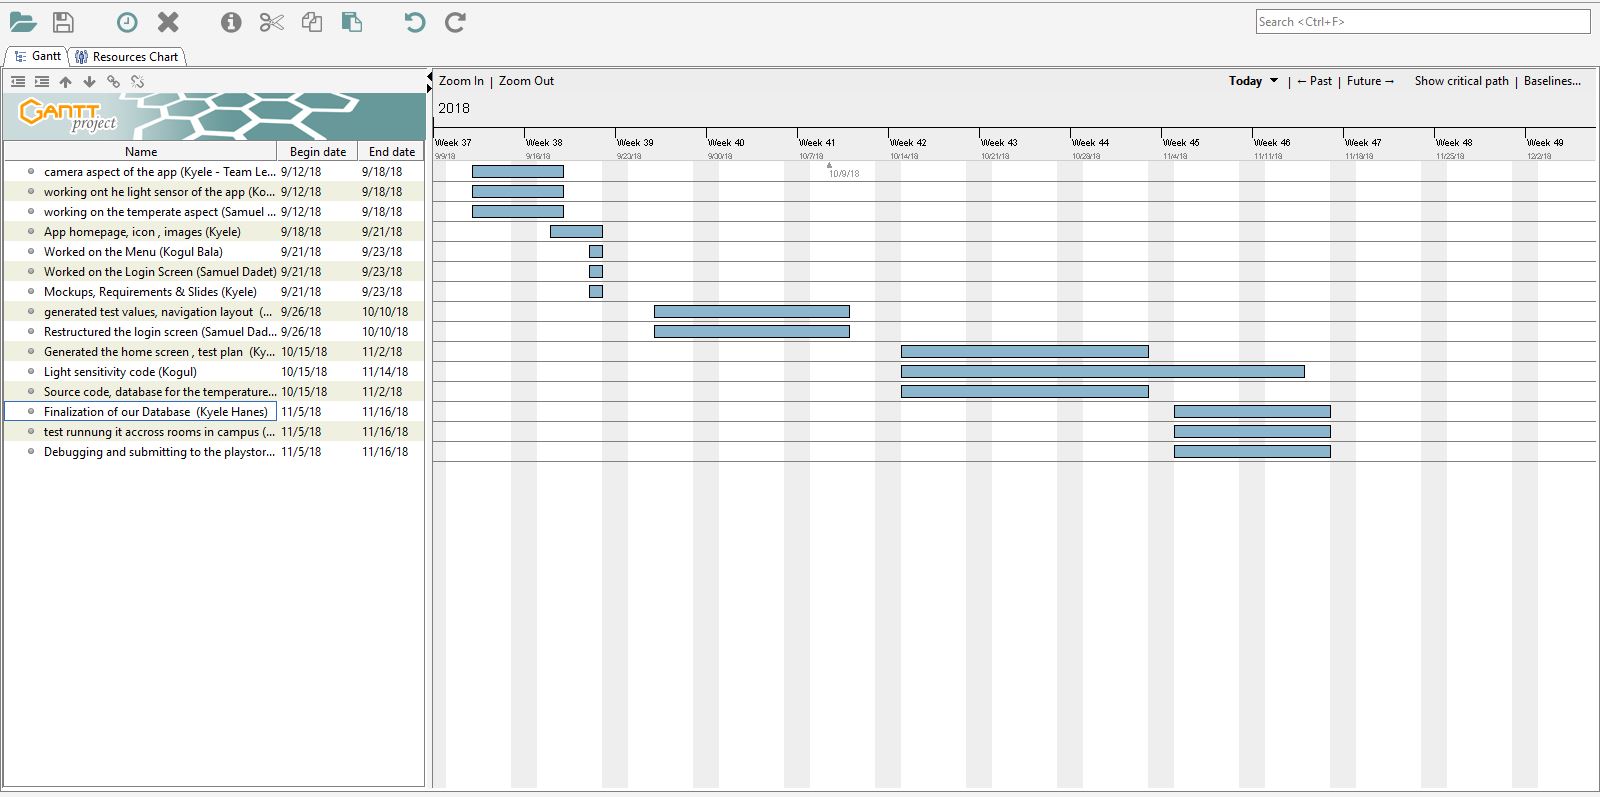 Search <Ctrl+F>
Gantt Resources Chart
Zoom In | Zoom Out Today | ← Past | Future → Show critical path | Baselines...
GANTT project
2018
Week 37 Week 38 Week 39 Week 40 Week 41 Week 42 Week 43 Week 44 Week 45 Week 46 Week 47 Week 48 Week 49
9/9/18 9/16/18 9/23/18 9/30/18 10/7/18 10/14/18 10/21/18 10/28/18 11/4/18 11/11/18 11/18/18 11/25/18 12/2/18
Name Begin date End date
camera aspect of the app (Kyele - Team Le... 9/12/18 9/18/18
10/9/18
working ont he light sensor of the app (Ko... 9/12/18 9/18/18
working on the temperate aspect (Samuel ... 9/12/18 9/18/18
App homepage, icon , images (Kyele) 9/18/18 9/21/18
Worked on the Menu (Kogul Bala) 9/21/18 9/23/18
Worked on the Login Screen (Samuel Dadet) 9/21/18 9/23/18
Mockups, Requirements & Slides (Kyele) 9/21/18 9/23/18
generated test values, navigation layout (... 9/26/18 10/10/18
Restructured the login screen (Samuel Dad... 9/26/18 10/10/18
Generated the home screen , test plan (Ky... 10/15/18 11/2/18
Light sensitivity code (Kogul) 10/15/18 11/14/18
Source code, database for the temperature... 10/15/18 11/2/18
Finalization of our Database (Kyele Hanes) 11/5/18 11/16/18
test runnung it accross rooms in campus (... 11/5/18 11/16/18
Debugging and submitting to the playstor... 11/5/18 11/16/18